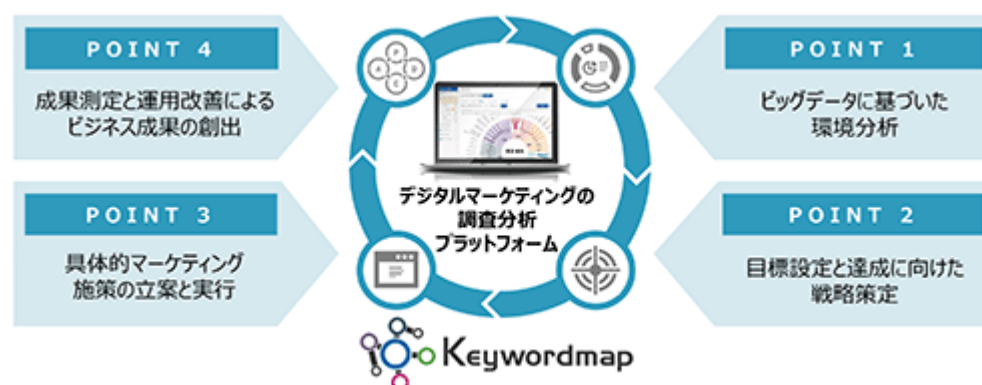 POINT 4
成果測定と運用改善による
ビジネス成果の創出
POINT 1
ビッグデータに基づいた
環境分析
デジタルマーケティングの
調査分析
プラットフォーム
POINT 3
具体的マーケティング
施策の立案と実行
POINT 2
目標設定と達成に向けた
戦略策定
P
A
D
C
Keywordmap